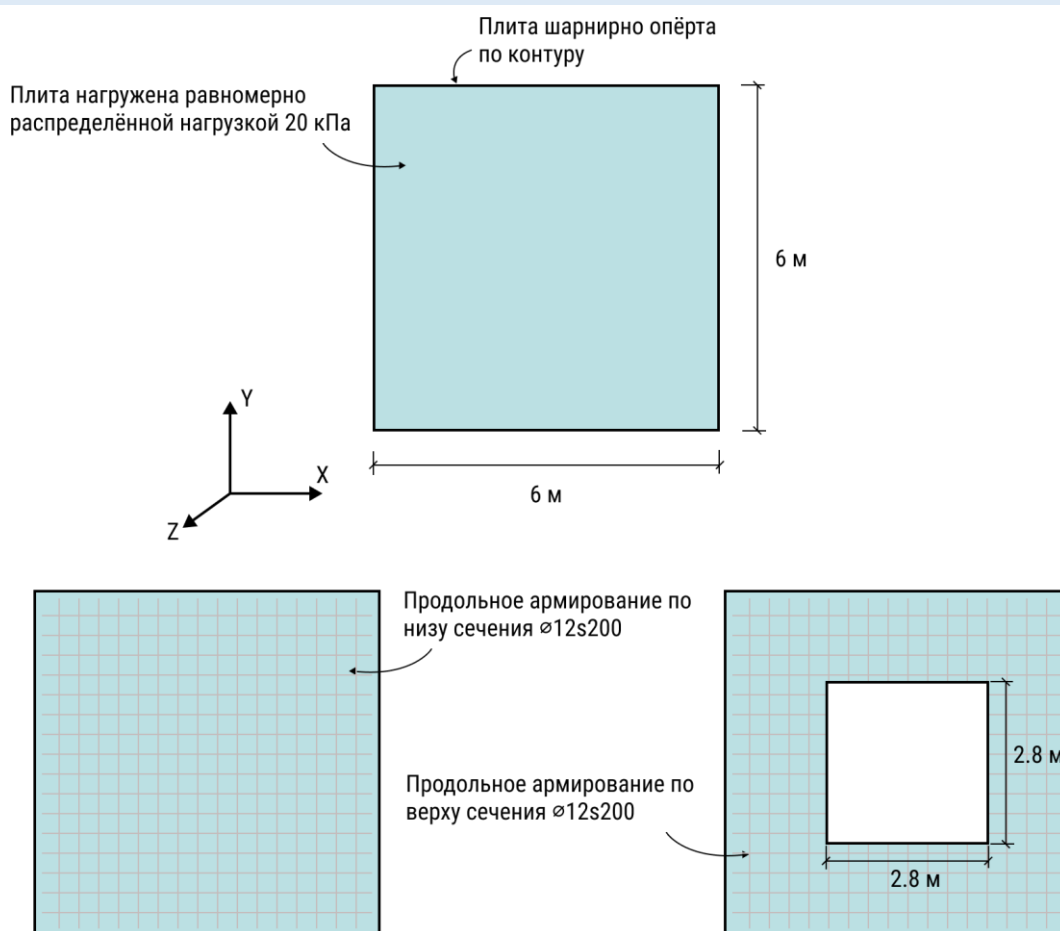 Плита шарнирно опёрта
по контуру
Плита нагружена равномерно
распределённой нагрузкой 20 кПа
6 м
Y
X
Z
6 м
Продольное армирование по
низу сечения ⌀12s200
2.8 м
Продольное армирование по
верху сечения ⌀12s200
2.8 м